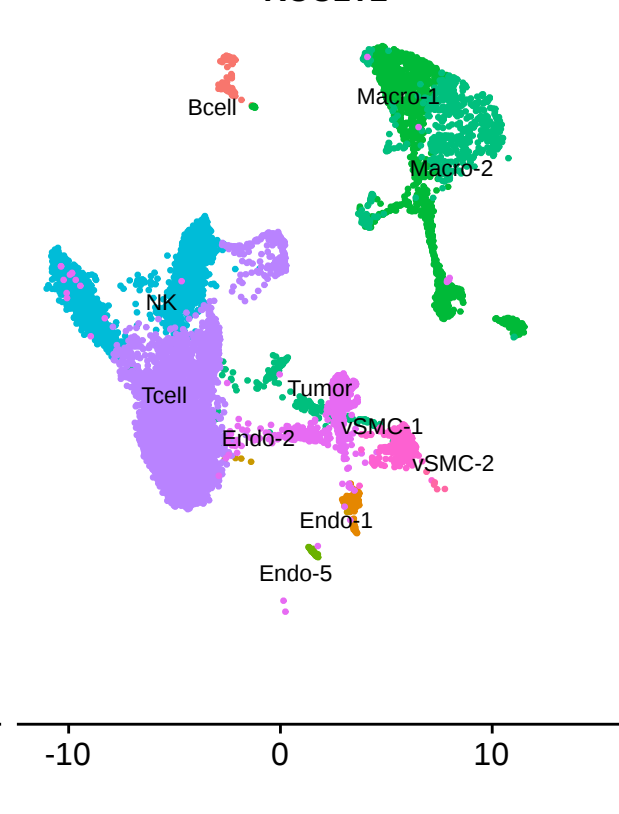 Bcell
Macro-1
Macro-2
NK
Tcell
Tumor
vSMC-1
Endo-2
vSMC-2
Endo-1
Endo-5
-10
0
10